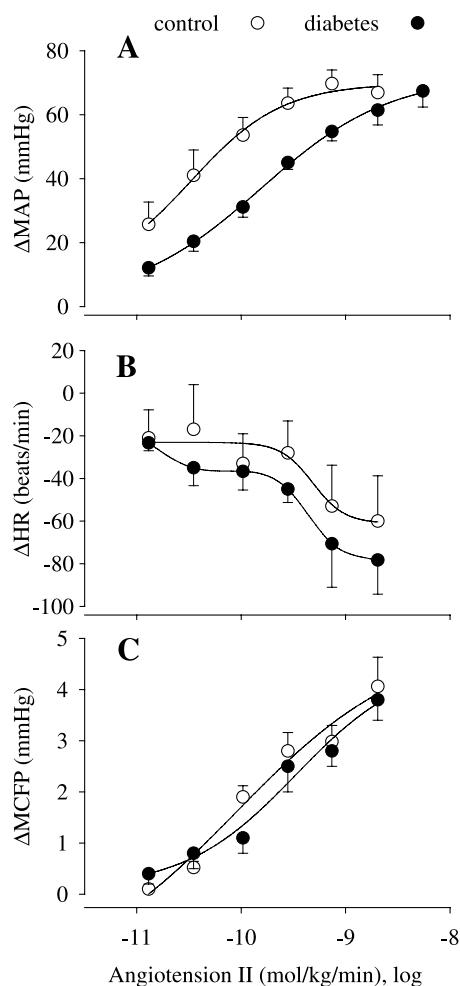 control diabetes
A
80
60
40
20
0
ΔMAP (mmHg)
B
20
0
-20
-40
-60
-80
-100
ΔHR (beats/min)
C
5
4
3
2
1
0
ΔMCFP (mmHg)
-11 -10 -9 -8
Angiotension II (mol/kg/min), log